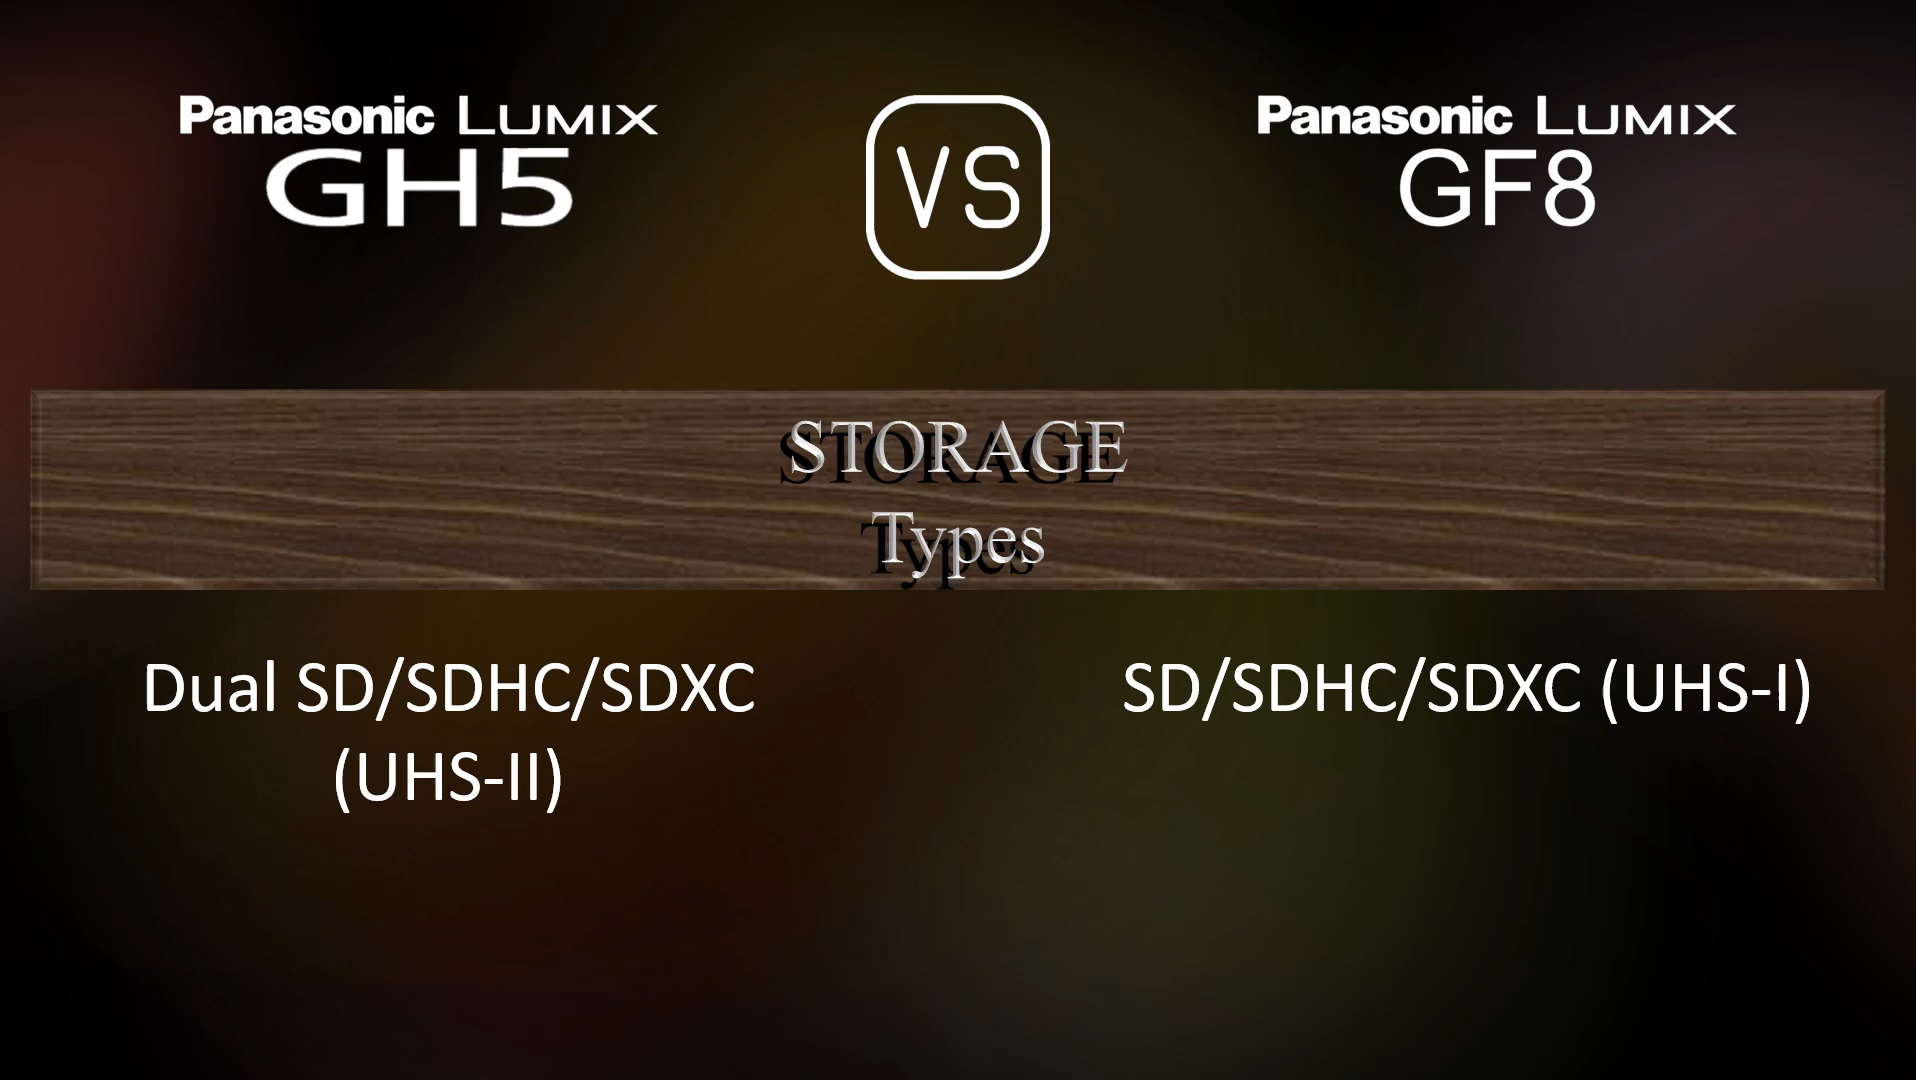 Panasonic LUMIX
GH5
VS
Panasonic LUMIX
GF8
STORAGE
Types
Dual SD/SDHC/SDXC
(UHS-II)
SD/SDHC/SDXC (UHS-I)